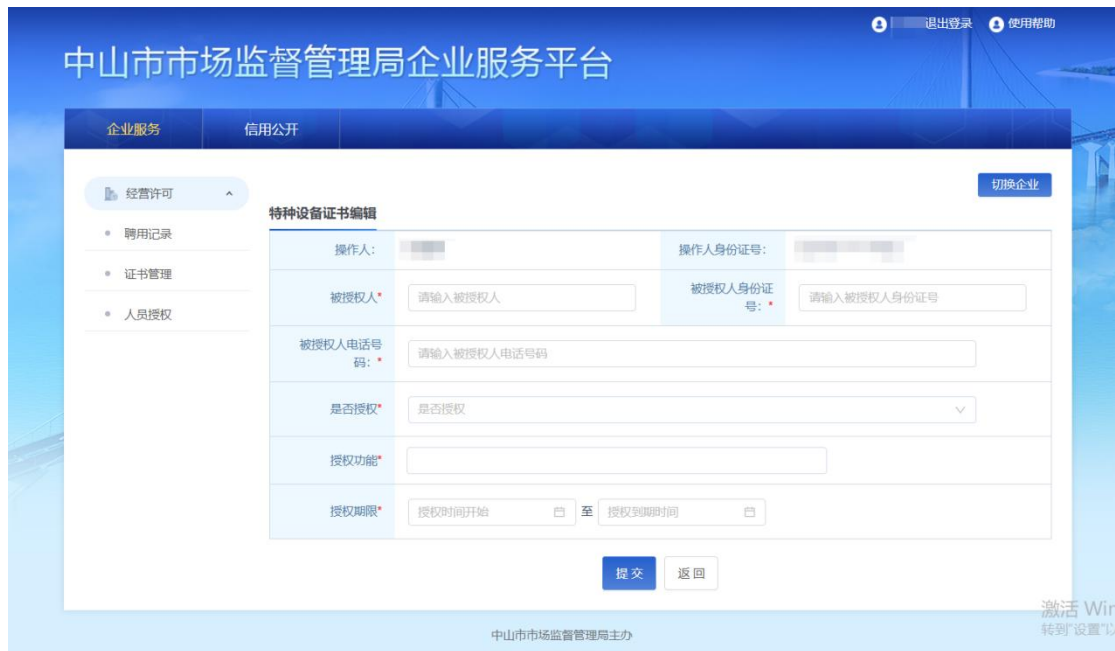 退出登录 使用帮助
中山市市场监督管理局企业服务平台
企业服务 信用公开
经营许可
聘用记录
证书管理
人员授权
切换企业
特种设备证书编辑
操作人: 操作人身份证号:
被授权人* 请输入被授权人
被授权人身份证
号: * 请输入被授权人身份证号
被授权人电话号
码: * 请输入被授权人电话号码
是否授权* 是否授权
授权功能*
授权期限* 授权时间开始 至 授权到期时间
提交 返回
中山市市场监督管理局主办
激活 Win
转到"设置"以